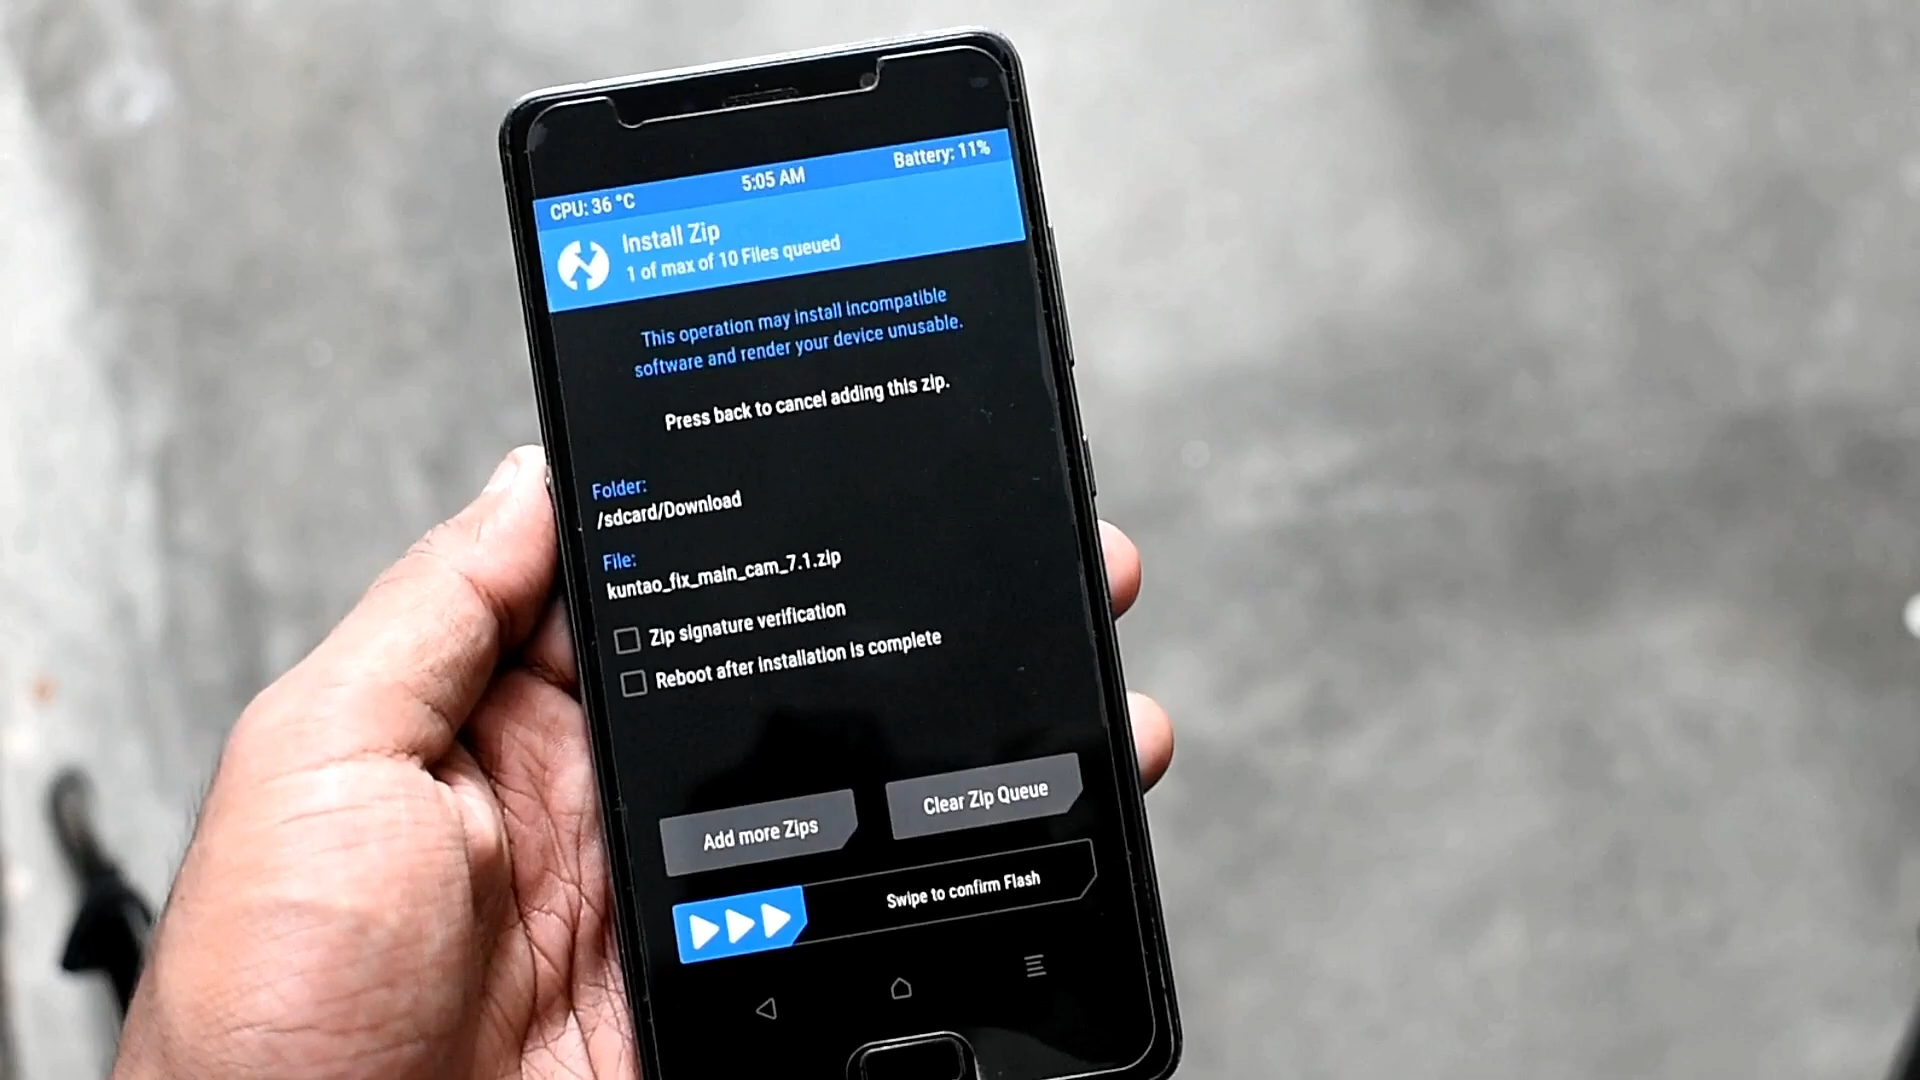 CPU: 36 °C
5:05 AM
Battery: 11%
Install Zip
1 of max of 10 Files queued
This operation may install incompatible
software and render your device unusable.
Press back to cancel adding this zip.
Folder:
/sdcard/Download
File:
kuntao_fix_main_cam_7.1.zip
Zip signature verification
Reboot after installation is complete
Add more Zips
Clear Zip Queue
Swipe to confirm Flash